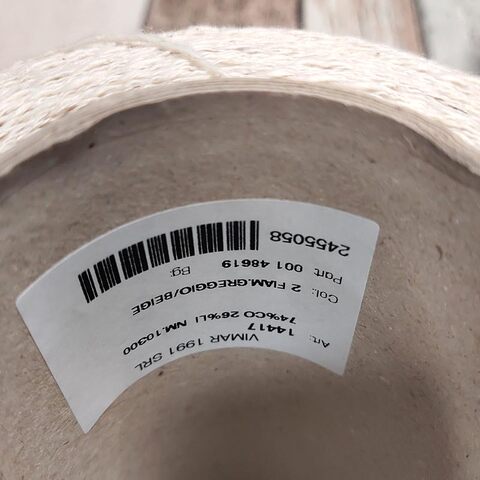 VIMAR 1991 SRL
Art.: 14417
74%CO 26%LI NM.10300
Col.: 2 FIAM.GREGGIO/BEIGE
Part: 001 48619 Bg:
2455058